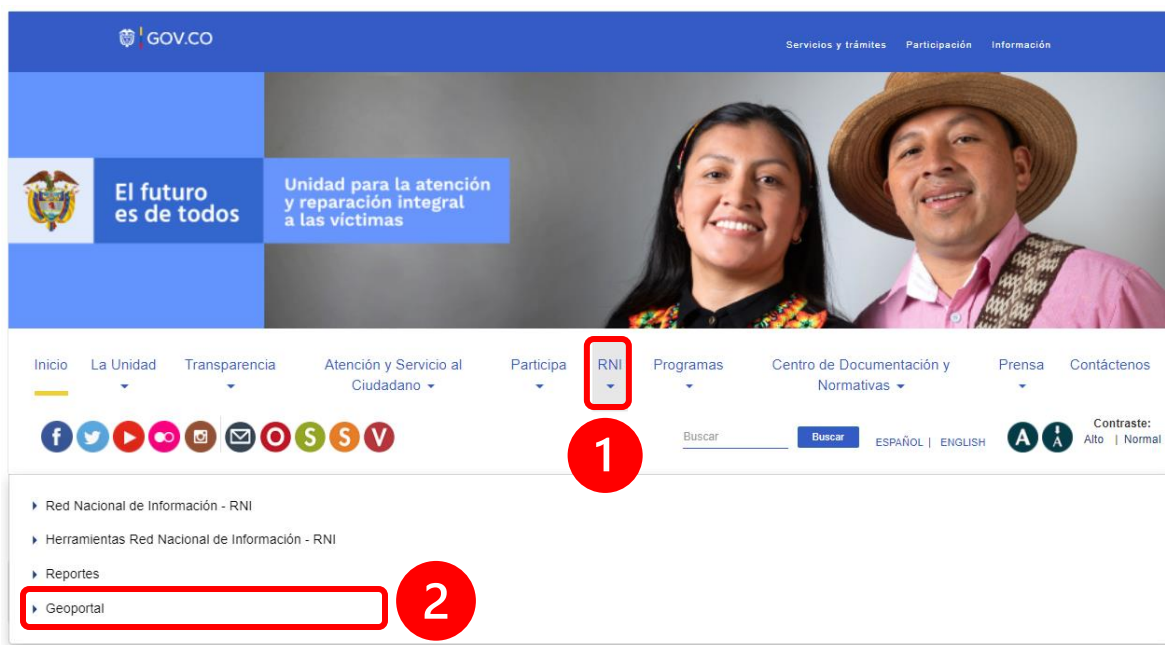 GOV.CO
Servicios y trámites Participación Información
El futuro
es de todos
Unidad para la atención
y reparación integral
a las víctimas
Inicio La Unidad Transparencia Atención y Servicio al Ciudadano Participa RNI Programas Centro de Documentación y Normativas Prensa Contáctenos
f O S S V
1
Buscar Buscar ESPAÑOL | ENGLISH A A
Contraste:
Alto | Normal
Red Nacional de Información - RNI
Herramientas Red Nacional de Información - RNI
Reportes
Geoportal
2